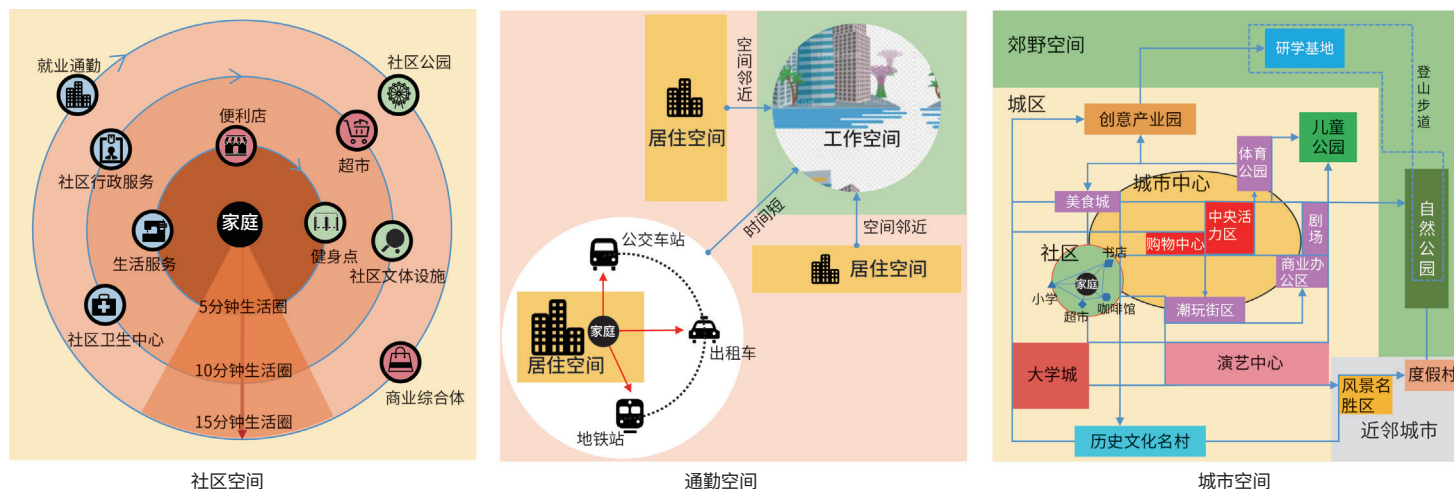 就业通勤
社区公园
便利店
超市
社区行政服务
家庭
生活服务
健身点
社区文体设施
5分钟生活圈
社区卫生中心
10分钟生活圈
商业综合体
15分钟生活圈
社区空间
空间邻近
居住空间
工作空间
时间短
空间邻近
居住空间
公交车站
家庭
居住空间
出租车
地铁站
通勤空间
郊野空间
研学基地
登山步道
城区
创意产业园
儿童
公园
体育
公园
城市中心
美食城
中央活
力区
剧场
自然公园
购物中心
社区
书店
商业办
公区
家庭
小学
超市
咖啡馆
潮玩街区
大学城
演艺中心
度假村
风景名
胜区
近邻城市
历史文化名村
城市空间